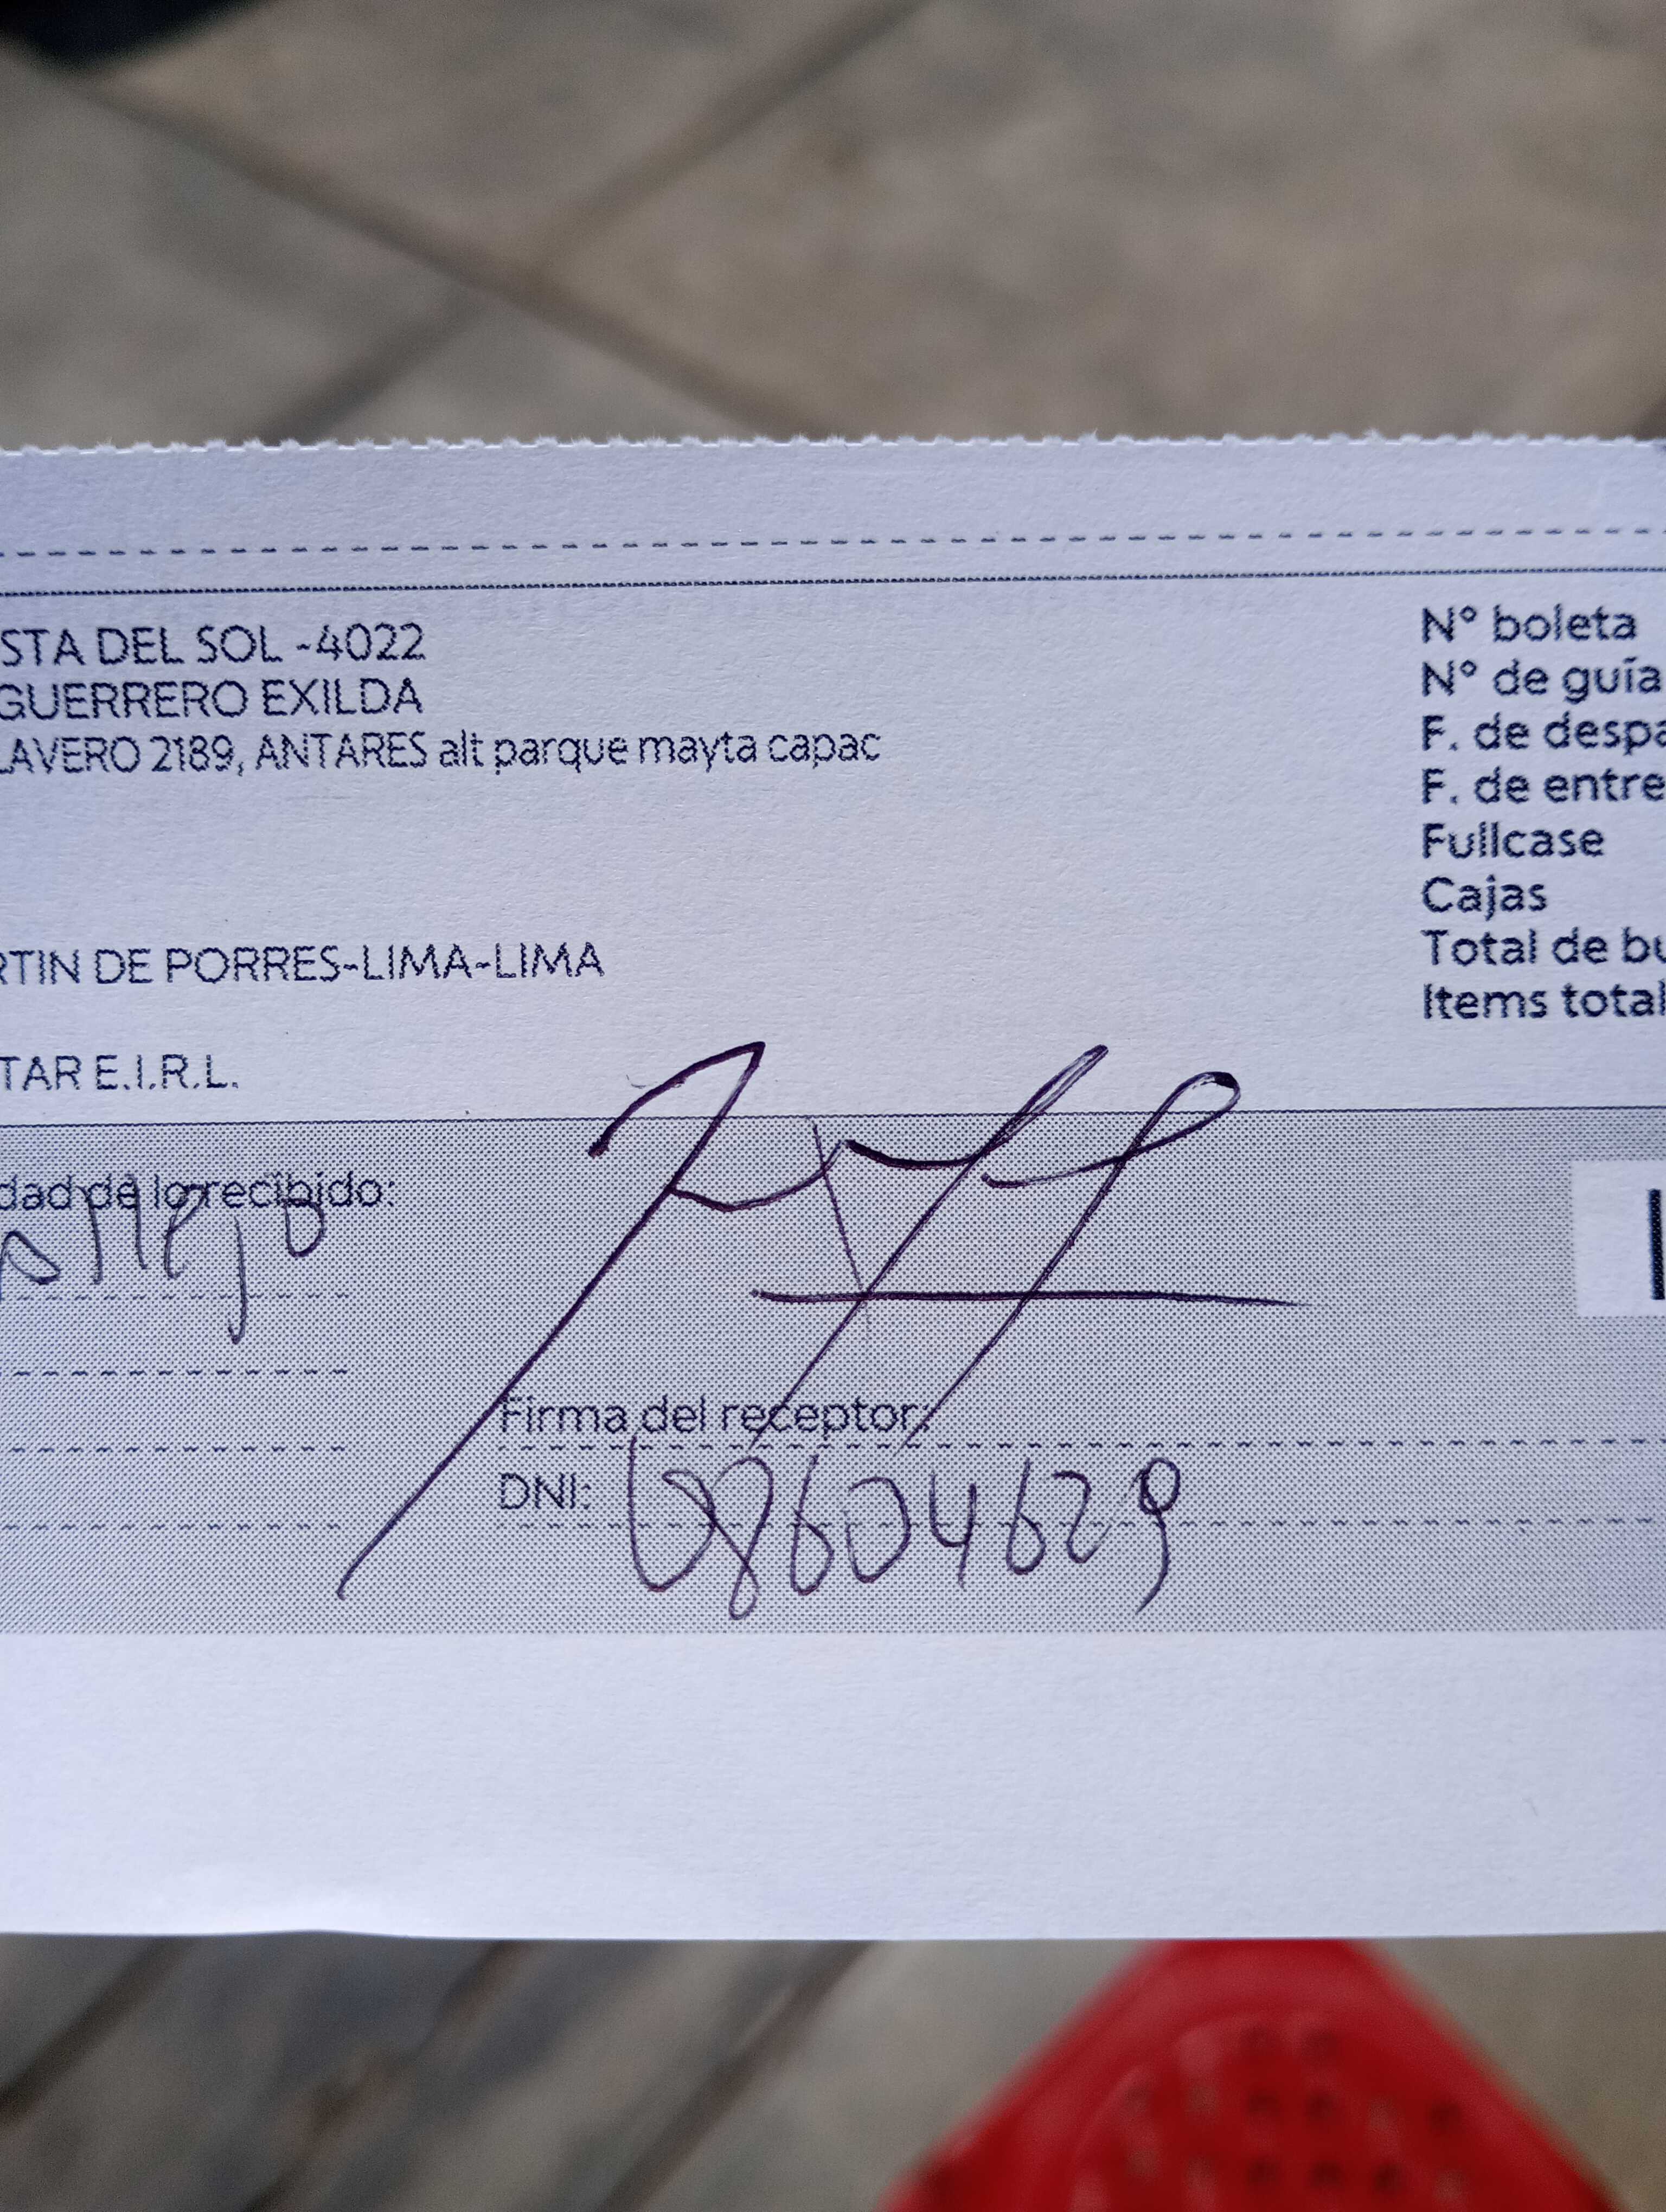 STA DEL SOL -4022
GUERRERO EXILDA
LAVERO 2189, ANTARES alt parque mayta capac
RTIN DE PORRES-LIMA-LIMA
TAR E.I.R.L.
N° boleta
N° de guía
F. de despa
F. de entre
Fullcase
Cajas
Total de bu
Items total
dad de lo recibido:
Firma del receptor:
DNI: 08604629